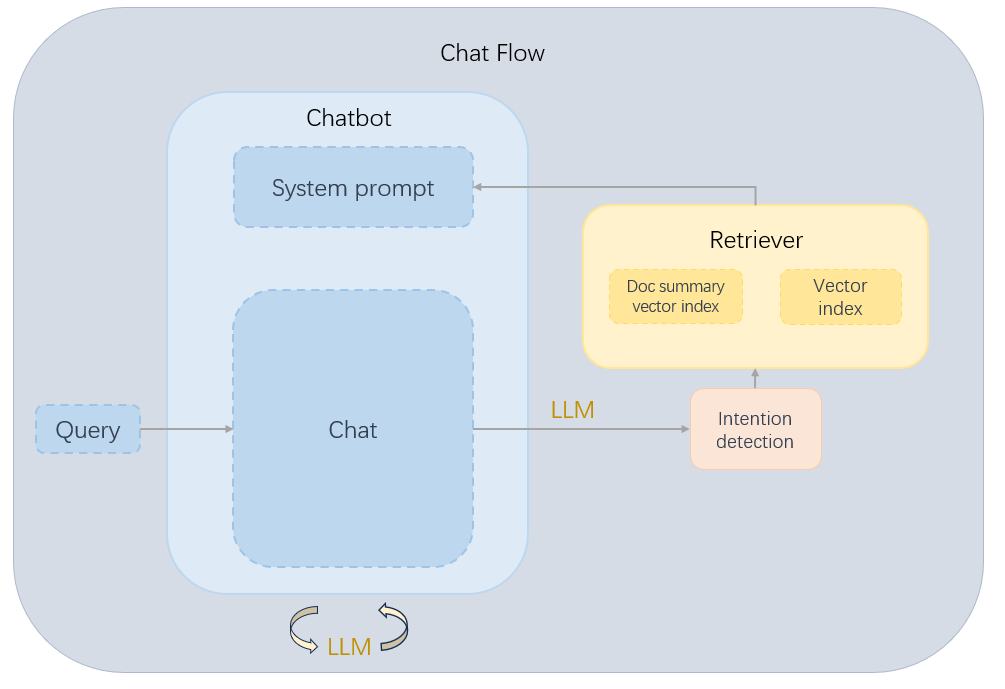 Chat Flow
Chatbot
System prompt
Retriever
Doc summary
vector index
Vector
index
LLM
Query
Chat
Intention
detection
LLM